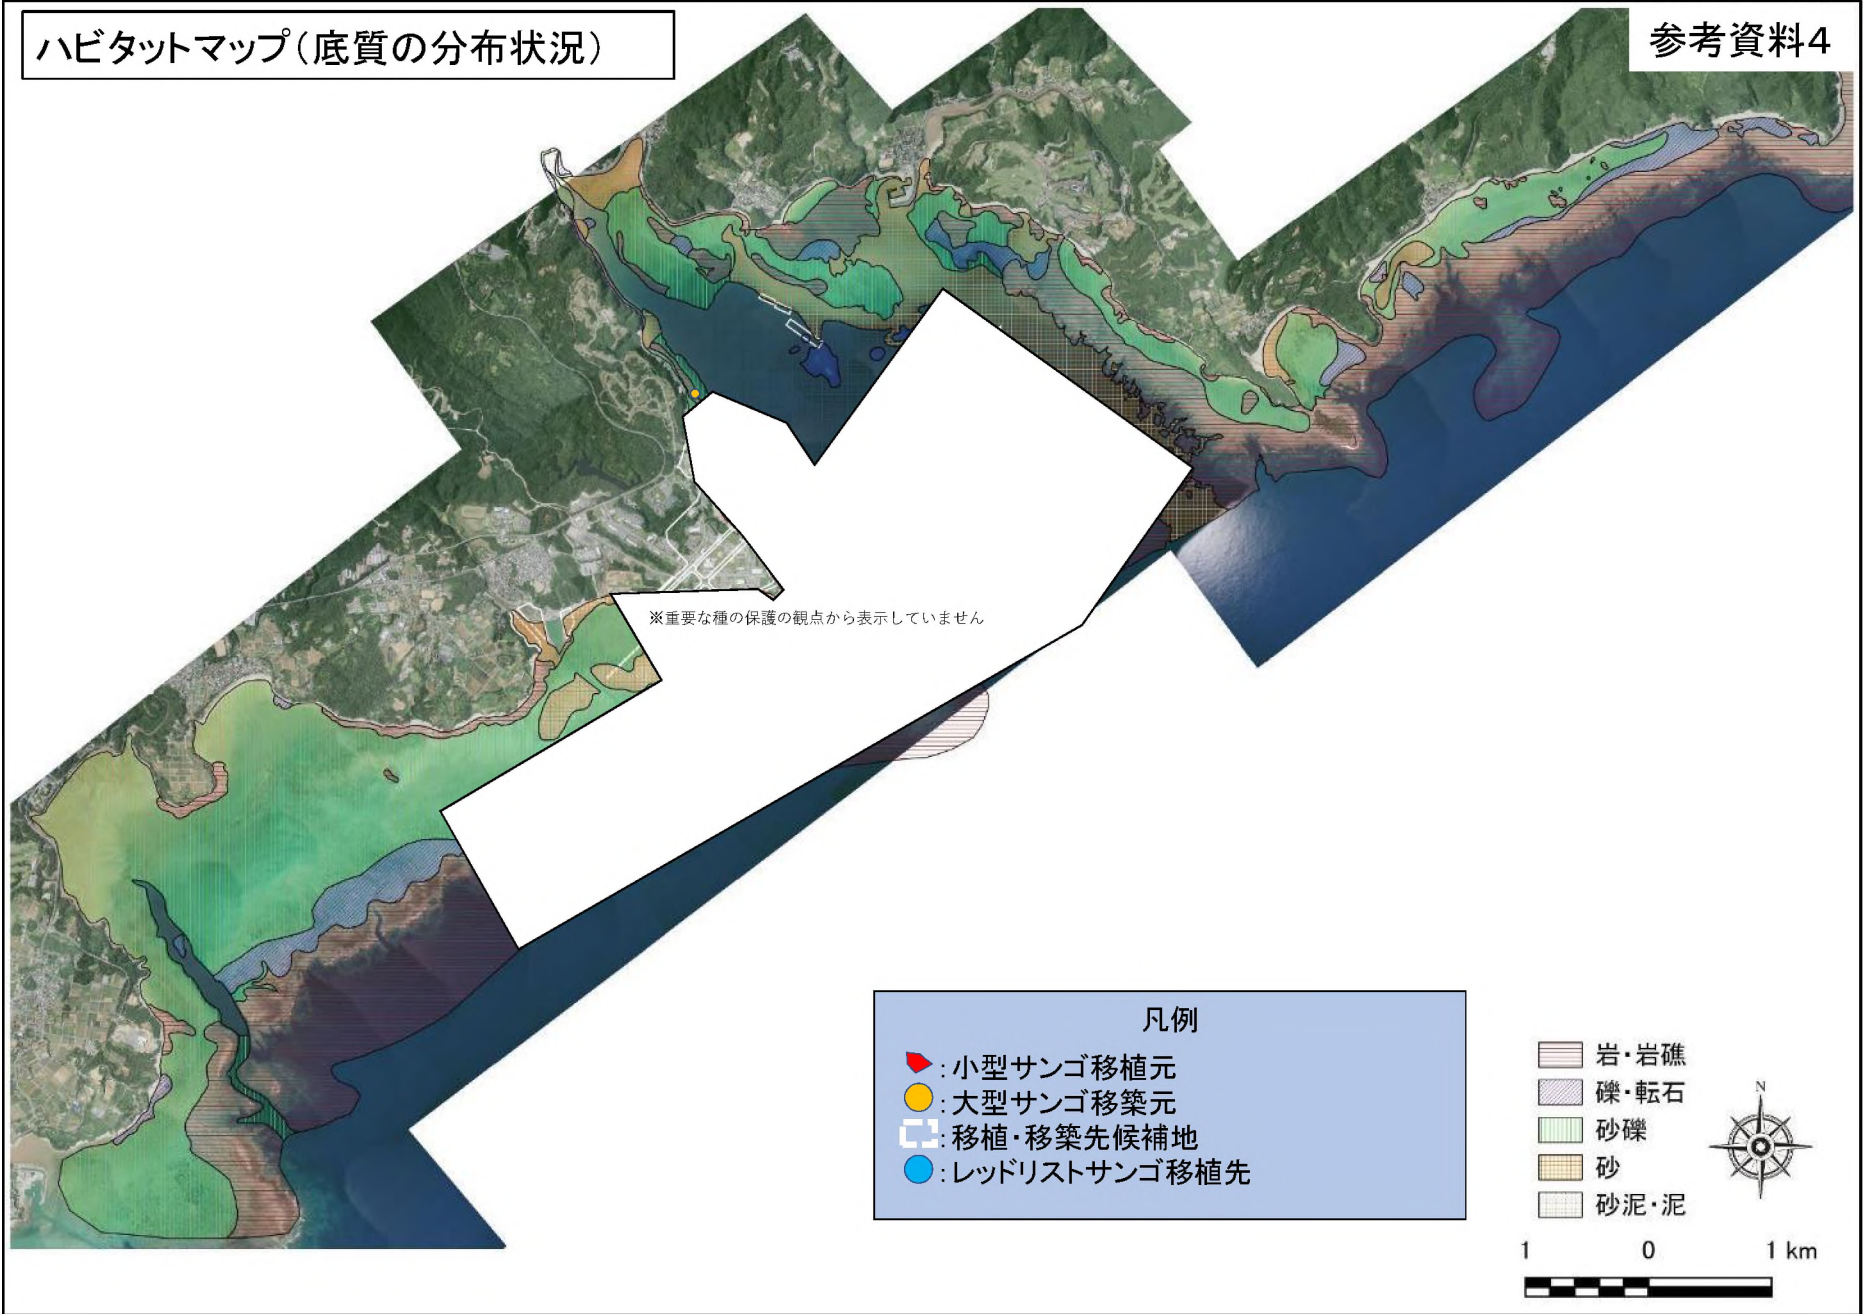 ハビタットマップ(底質の分布状況)
参考資料4
※重要な種の保護の観点から表示していません
凡例
:小型サンゴ移植元
:大型サンゴ移築元
:移植・移築先候補地
:レッドリストサンゴ移植先
岩・岩礁
礫・転石
砂礫
砂
砂泥・泥
N
1 0 1 km